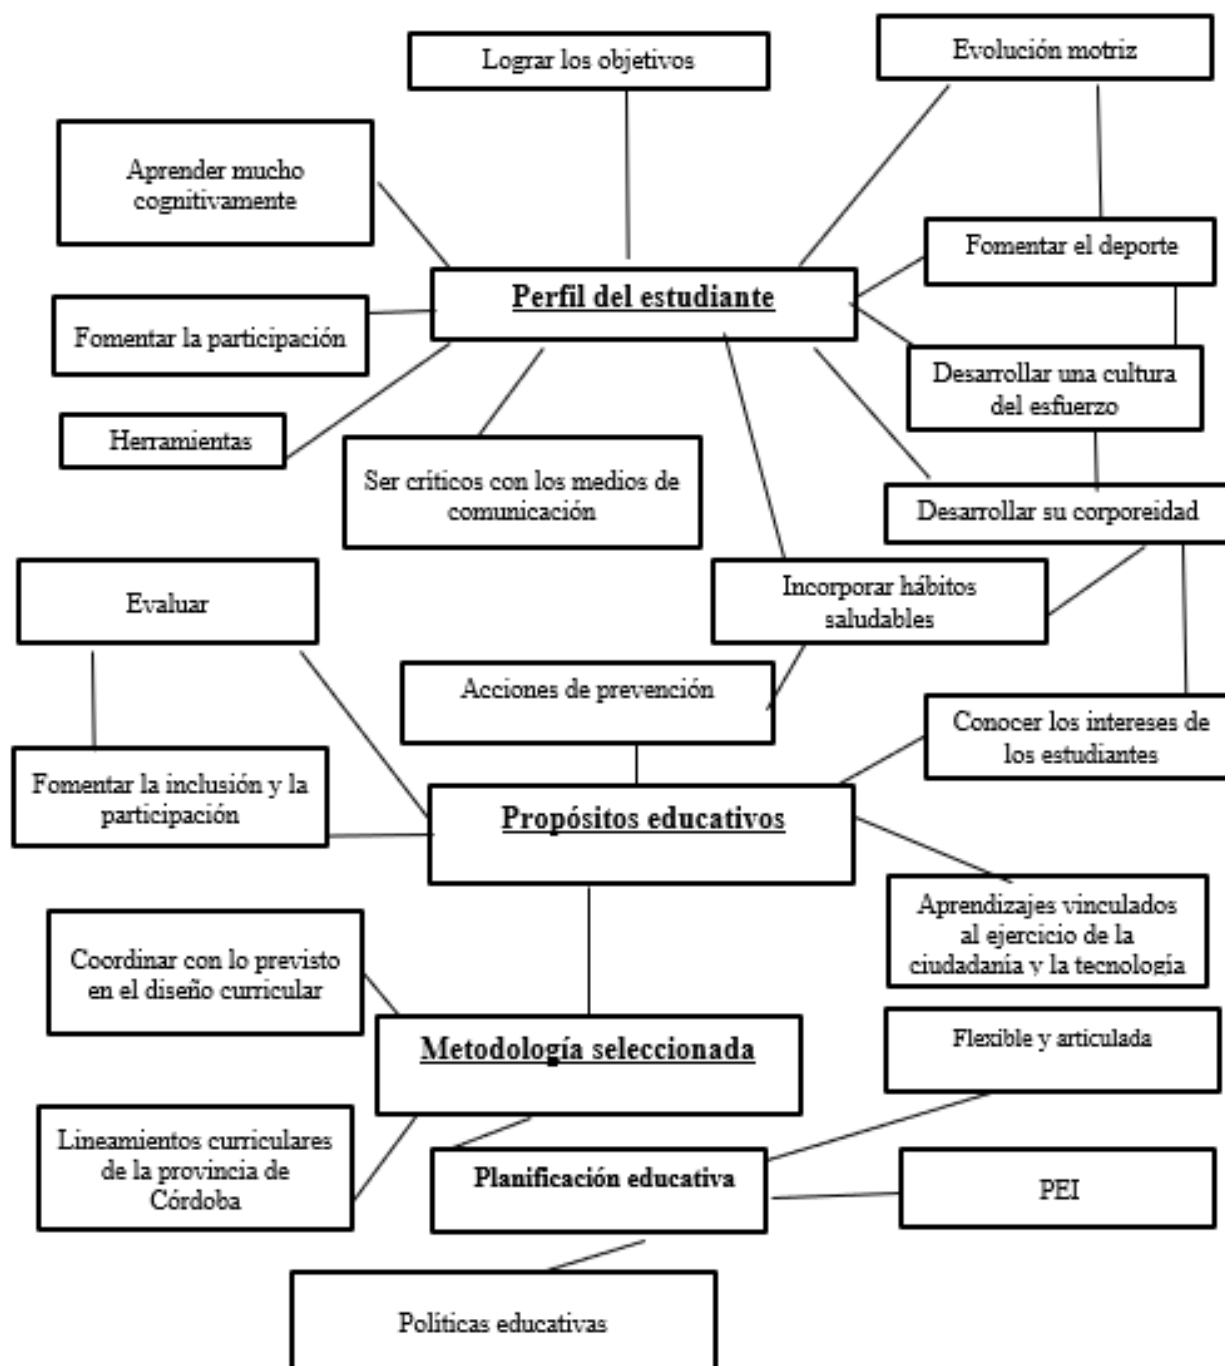 Lograr los objetivos
Evolución motriz
Aprender mucho
cognitivamente
Fomentar el deporte
Perfil del estudiante
Fomentar la participación
Desarrollar una cultura
del esfuerzo
Herramientas
Ser críticos con los medios de
comunicación
Desarrollar su corporeidad
Incorporar hábitos
saludables
Evaluar
Acciones de prevención
Conocer los intereses de
los estudiantes
Fomentar la inclusión y la
participación
Propósitos educativos
Aprendizajes vinculados
al ejercicio de la
ciudadanía y la tecnología
Coordinar con lo previsto
en el diseño curricular
Metodología seleccionada
Flexible y articulada
Lineamientos curriculares
de la provincia de
Córdoba
Planificación educativa
PEI
Políticas educativas